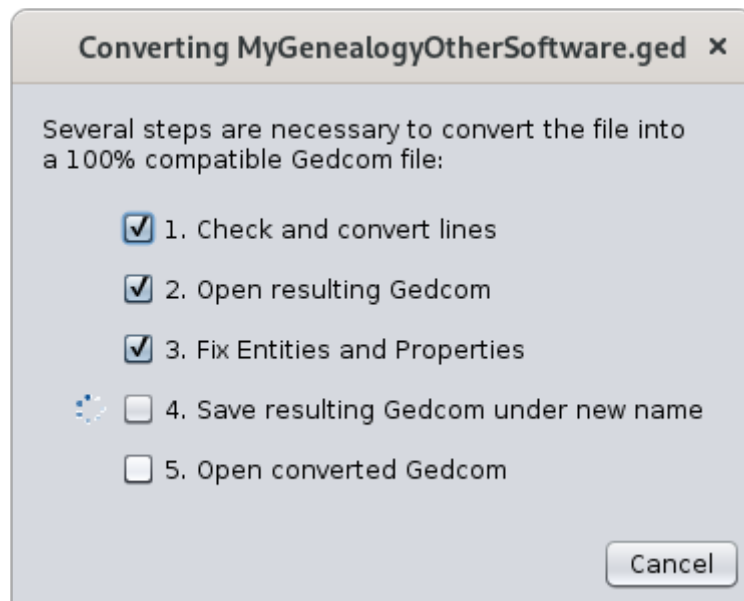 Converting MyGenealogyOtherSoftware.ged ×
Several steps are necessary to convert the file into
a 100% compatible Gedcom file:
1. Check and convert lines
2. Open resulting Gedcom
3. Fix Entities and Properties
4. Save resulting Gedcom under new name
5. Open converted Gedcom
Cancel